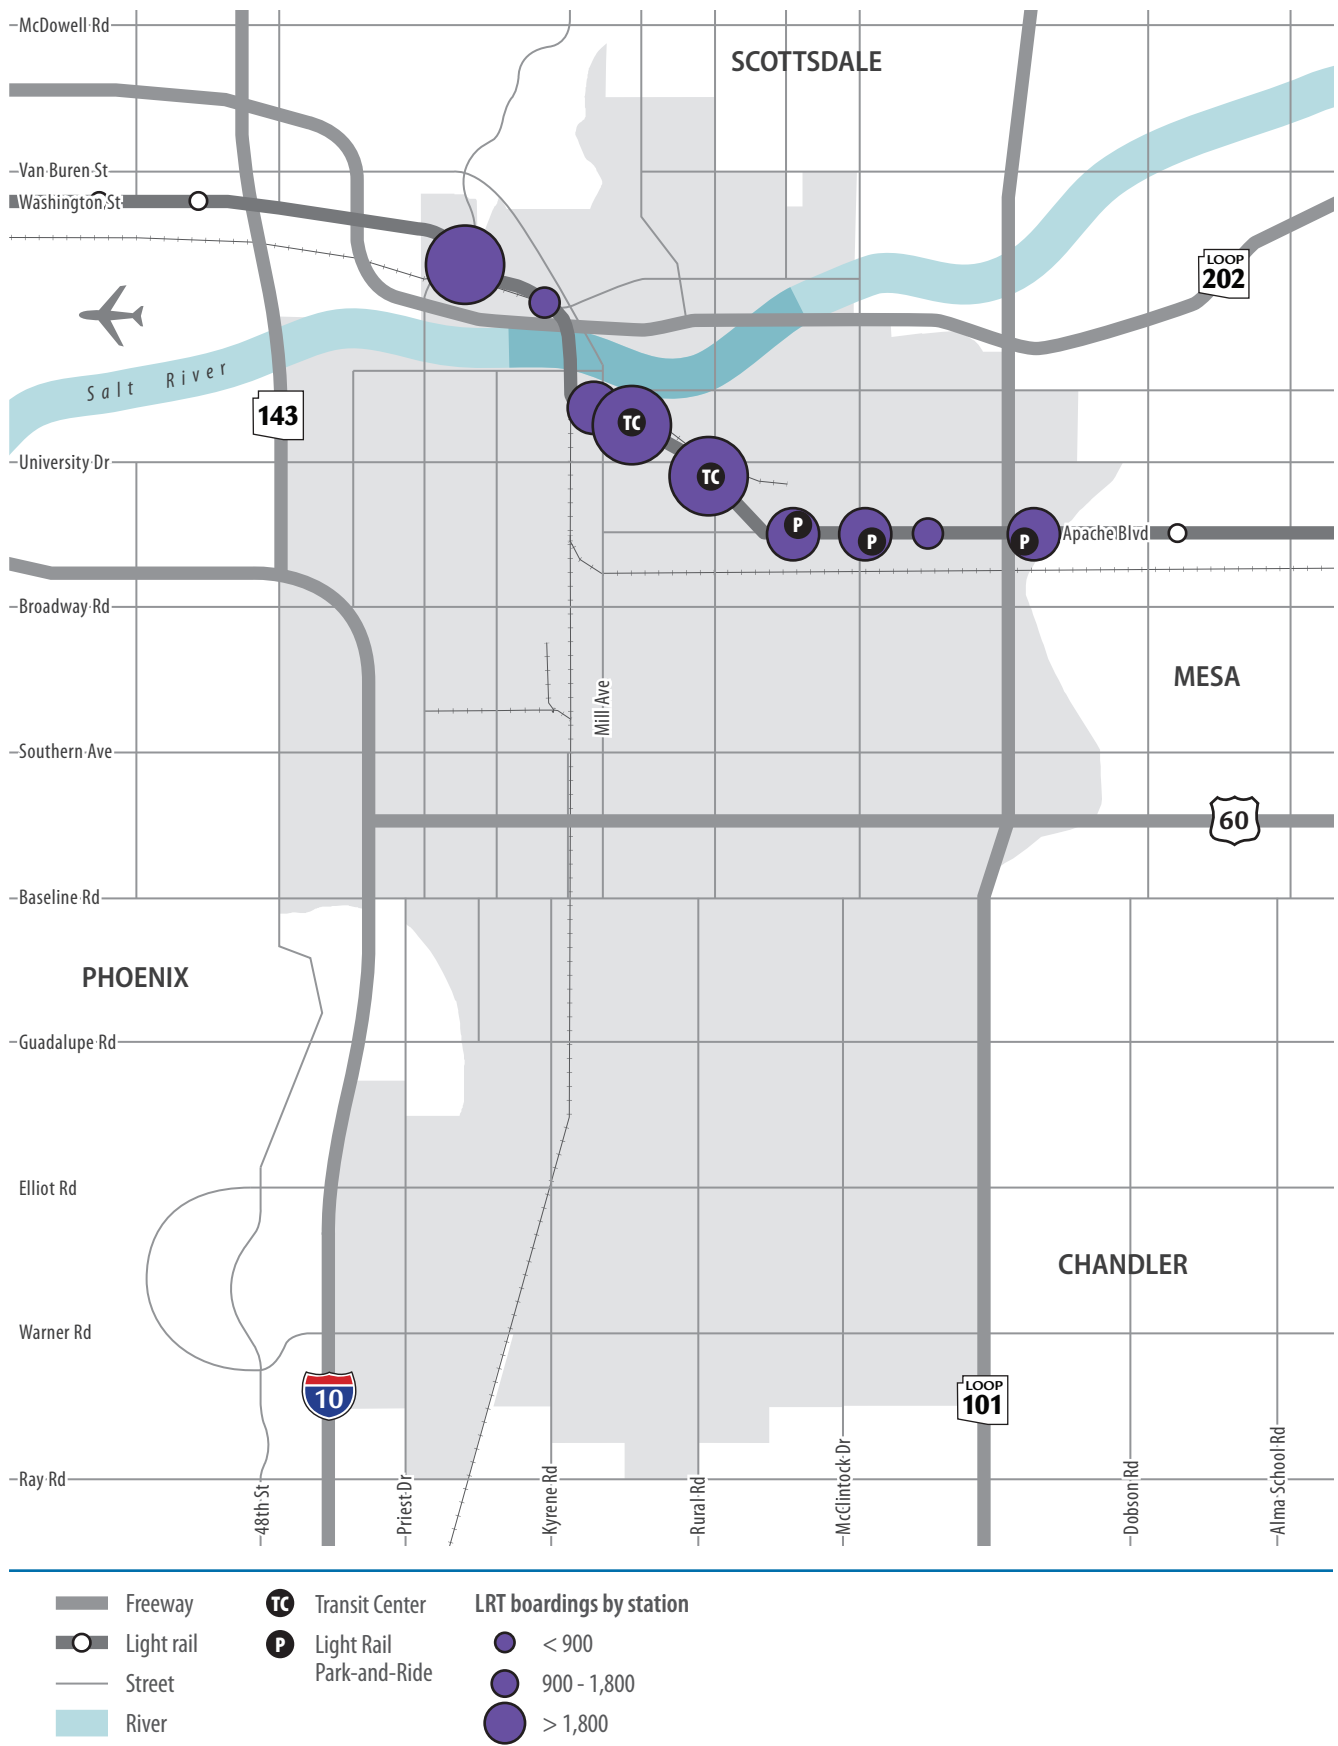 McDowell Rd
SCOTTSDALE
Van Buren St
Washington St
LOOP
202
Salt River
143
TC
University Dr
TC
P
P
P
Apache Blvd
Broadway Rd
MESA
Mill Ave
Southern Ave
60
Baseline Rd
PHOENIX
Guadalupe Rd
Elliot Rd
CHANDLER
Warner Rd
10
LOOP
101
Ray Rd
48th St
Priest Dr
Kyrene Rd
Rural Rd
McClintock Dr
Dobson Rd
Alma School Rd
Freeway
Light rail
Street
River
TC Transit Center
P Light Rail
Park-and-Ride
LRT boardings by station
< 900
900 - 1,800
> 1,800